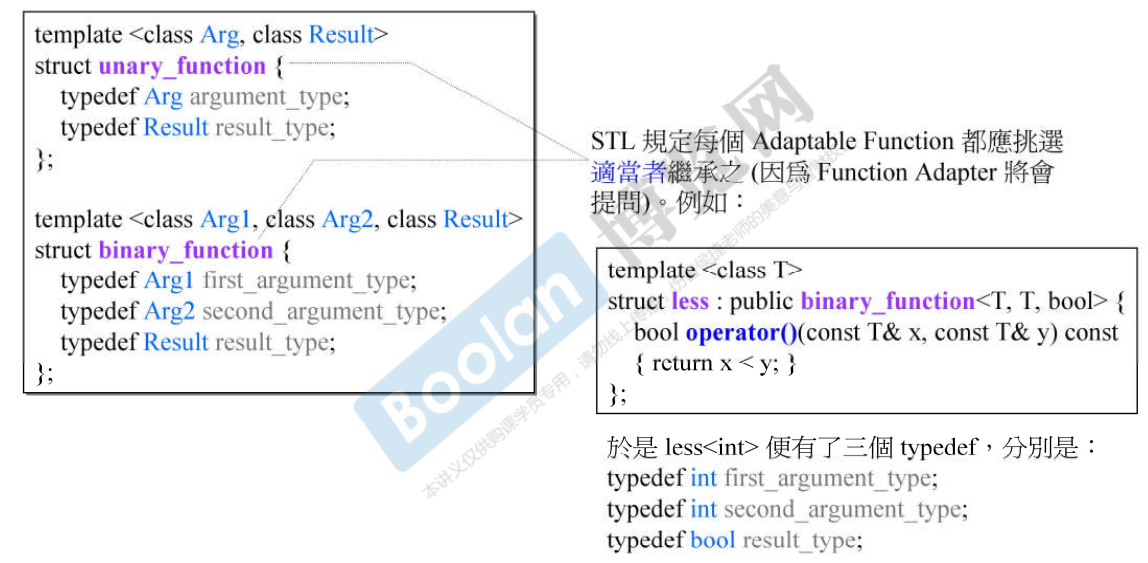 template <class Arg, class Result>
struct unary_function {
typedef Arg argument_type;
typedef Result result_type;
};
template <class Arg1, class Arg2, class Result>
struct binary_function {
typedef Arg1 first_argument_type;
typedef Arg2 second_argument_type;
typedef Result result_type;
};
STL 規定每個 Adaptable Function 都應挑選
適當者繼承之 (因爲 Function Adapter 將會
提問)。例如：
template <class T>
struct less : public binary_function<T, T, bool> {
bool operator()(const T& x, const T& y) const
{ return x < y; }
};
於是 less<int> 便有了三個 typedef，分別是：
typedef int first_argument_type;
typedef int second_argument_type;
typedef bool result_type;
Boolan 博览网
本讲义仅供购课学员专用，请勿线上传播